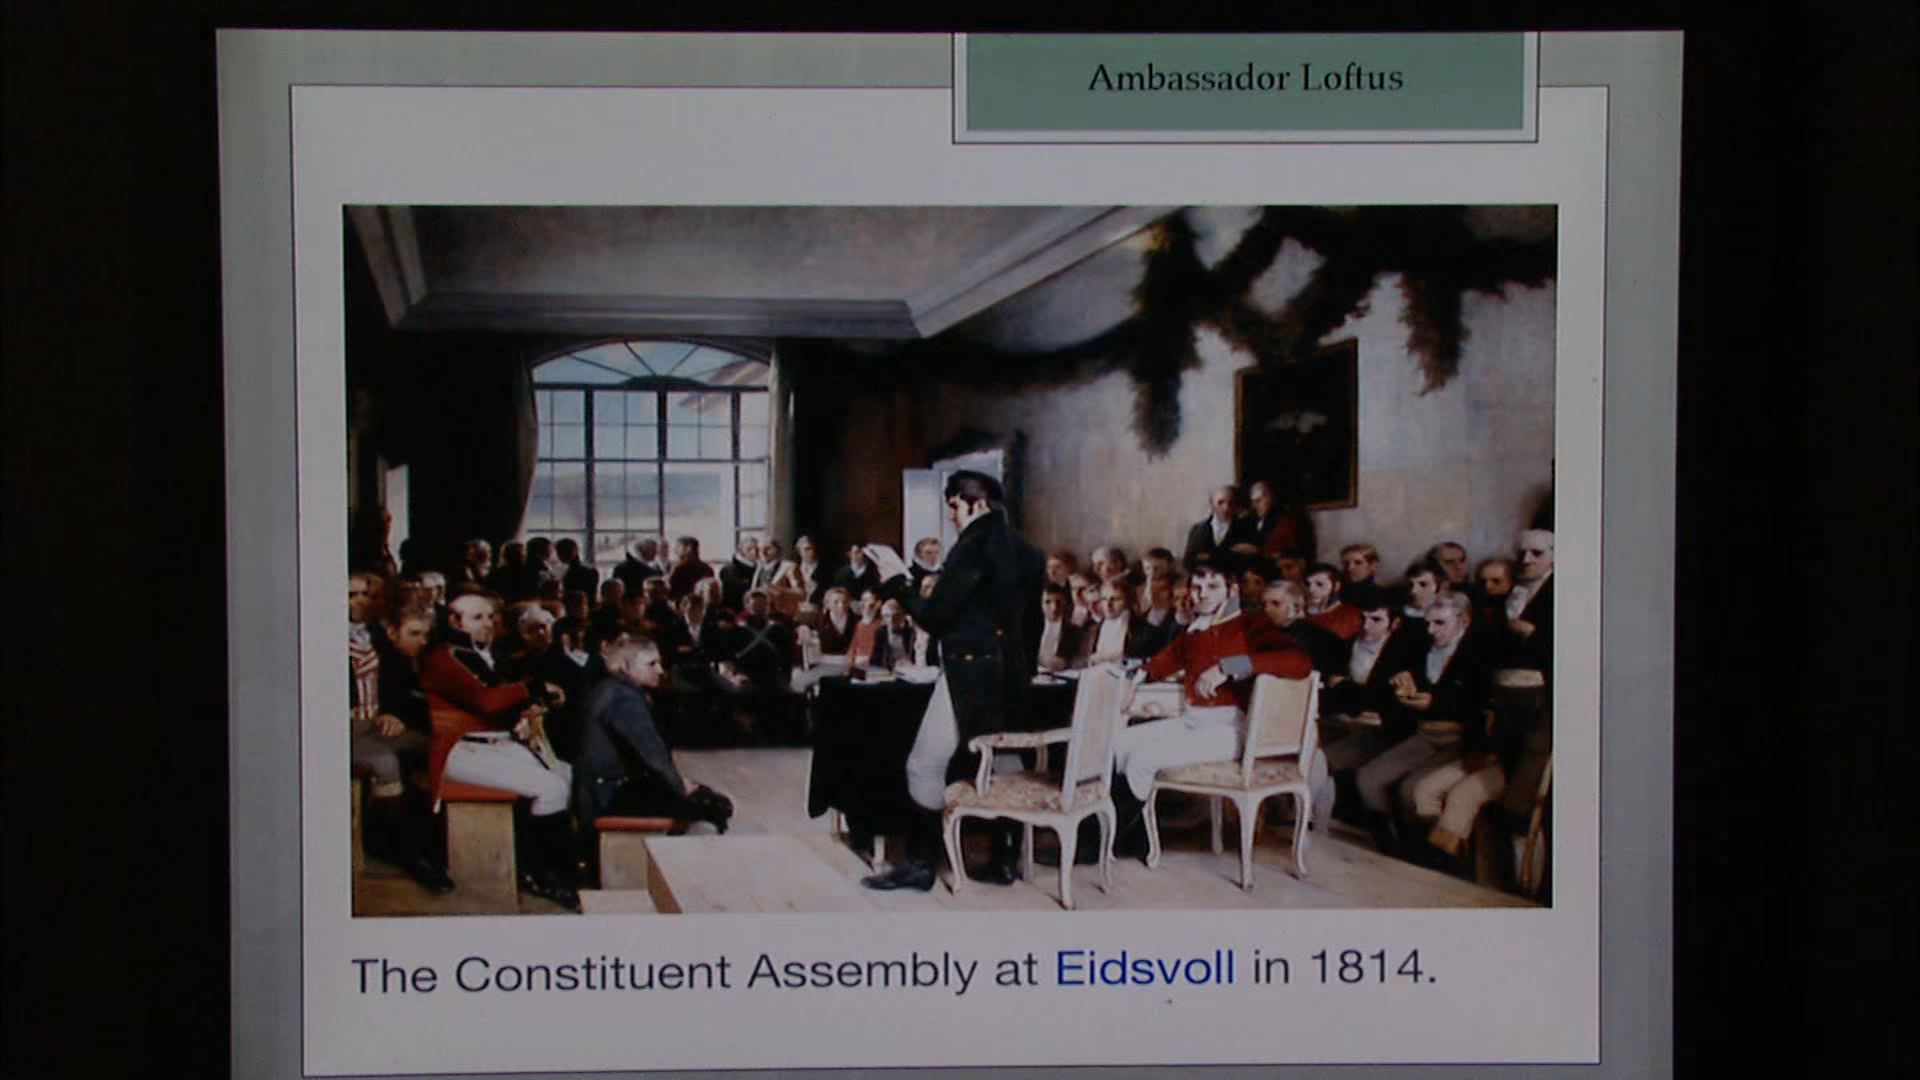 Ambassador Loftus
The Constituent Assembly at Eidsvoll in 1814.